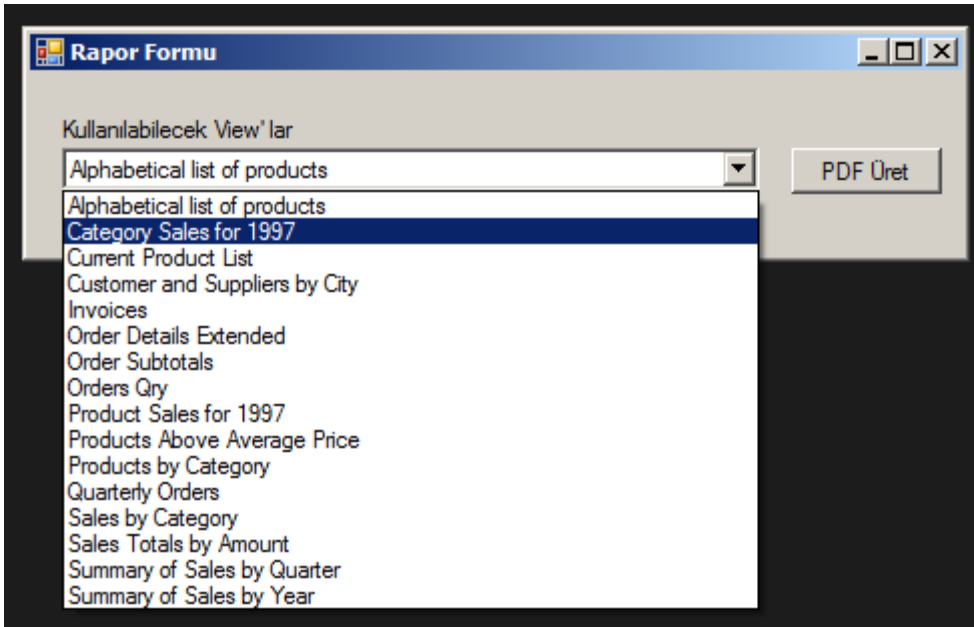 Rapor Formu
Kullanılabilecek View'lar
Alphabetical list of products
PDF Üret
Alphabetical list of products
Category Sales for 1997
Current Product List
Customer and Suppliers by City
Invoices
Order Details Extended
Order Subtotals
Orders Qry
Product Sales for 1997
Products Above Average Price
Products by Category
Quarterly Orders
Sales by Category
Sales Totals by Amount
Summary of Sales by Quarter
Summary of Sales by Year